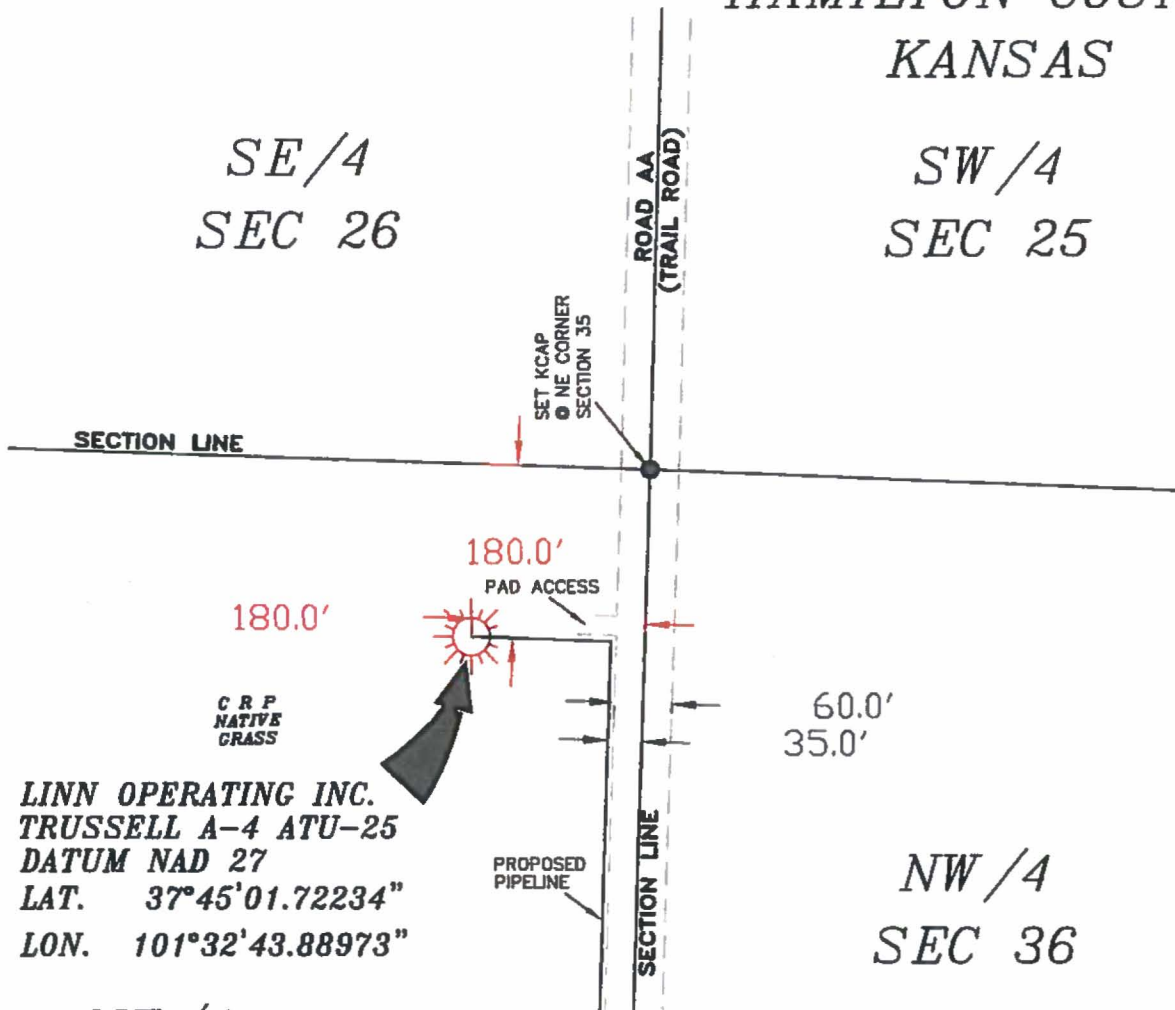 KANSAS
SE/4
SEC 26
SW/4
SEC 25
ROAD AA
(TRAIL ROAD)
SET KCAP
@ NE CORNER
SECTION 35
SECTION LINE
180.0'
PAD ACCESS
180.0'
C R P
NATIVE
GRASS
60.0'
35.0'
LINN OPERATING INC.
TRUSSELL A-4 ATU-25
DATUM NAD 27
LAT. 37°45'01.72234"
LON. 101°32'43.88973"
PROPOSED
PIPELINE
SECTION LINE
NW/4
SEC 36